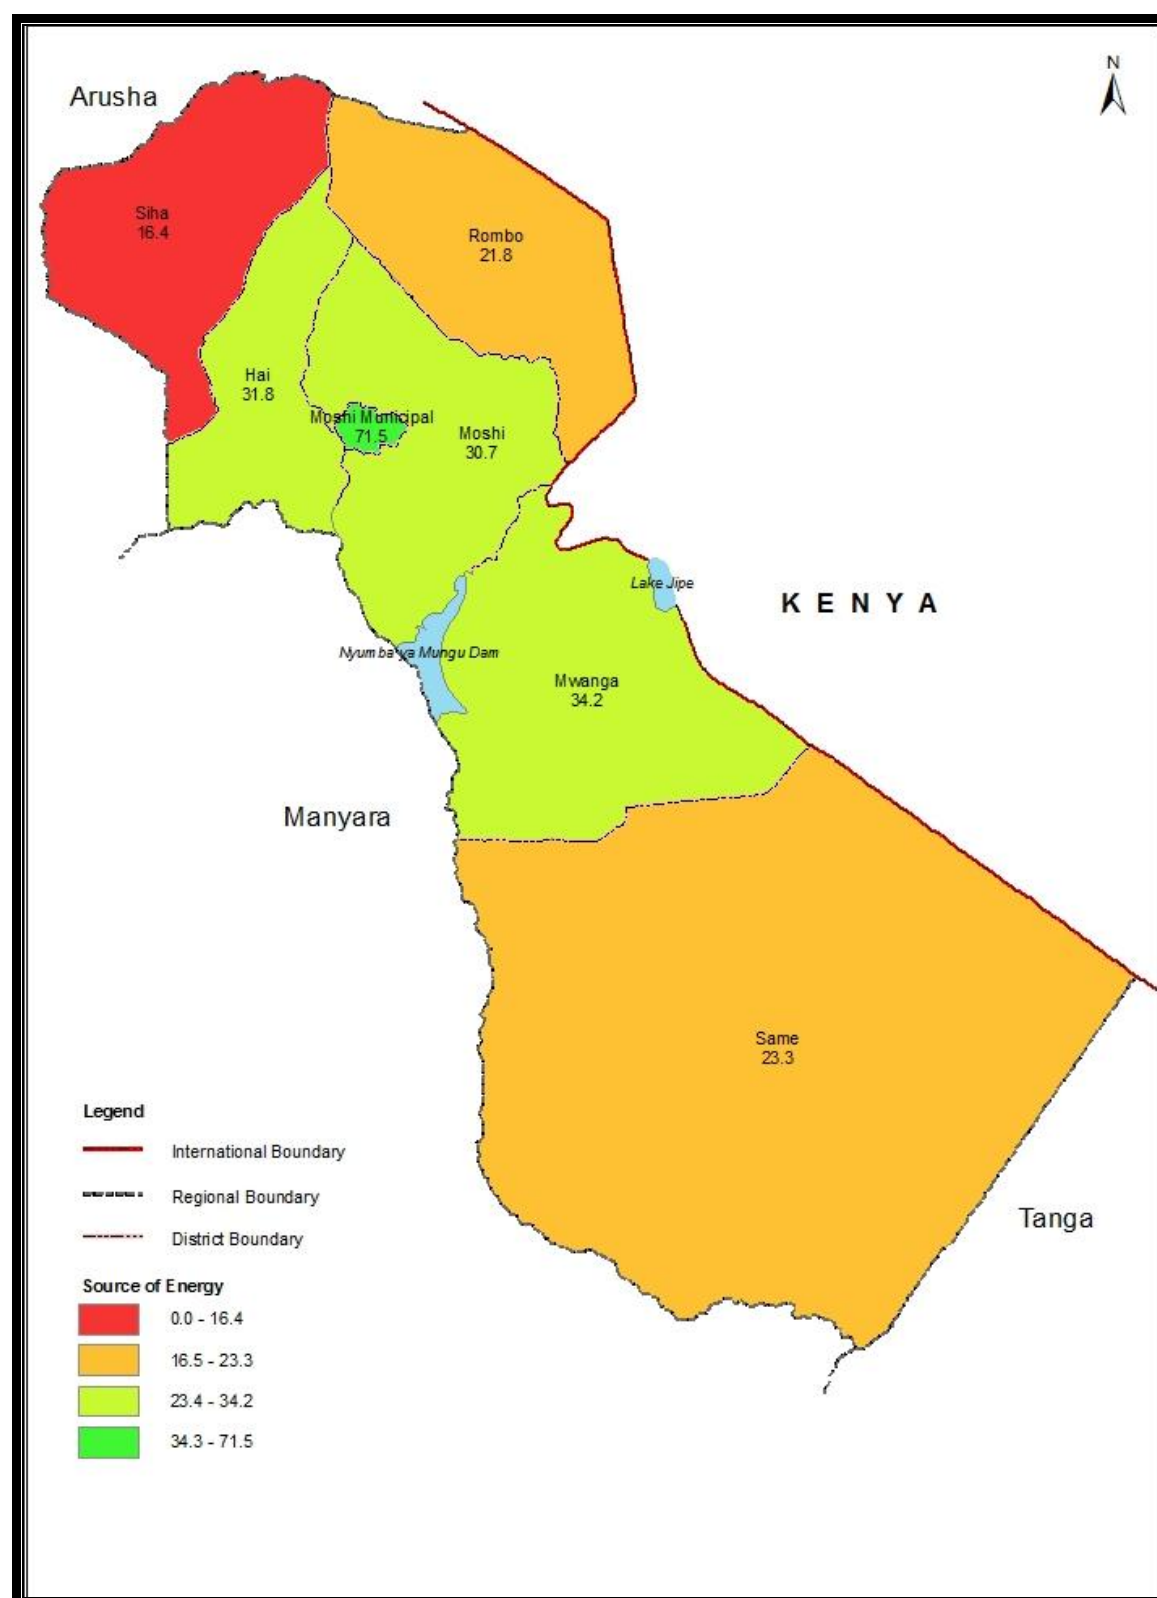 N
Arusha
Siha
16.4
Rombo
21.8
Hai
31.8
Moshi Municipal
71.5
Moshi
30.7
Lake Jipe
KENYA
Nyumba ya Mungu Dam
Mwanga
34.2
Manyara
Same
23.3
Tanga
Legend
International Boundary
Regional Boundary
District Boundary
Source of Energy
0.0 - 16.4
16.5 - 23.3
23.4 - 34.2
34.3 - 71.5